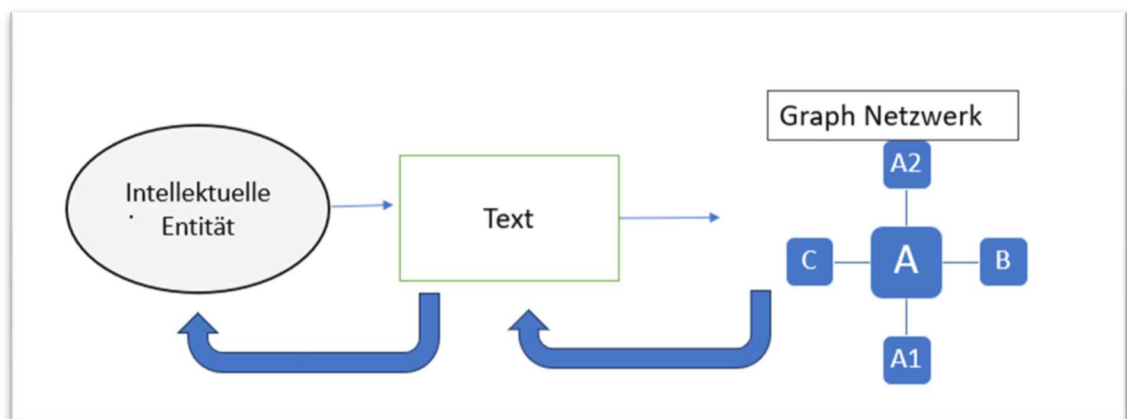 Graph Netzwerk
A2
Intellektuelle
Entität
Text
C
A
B
A1